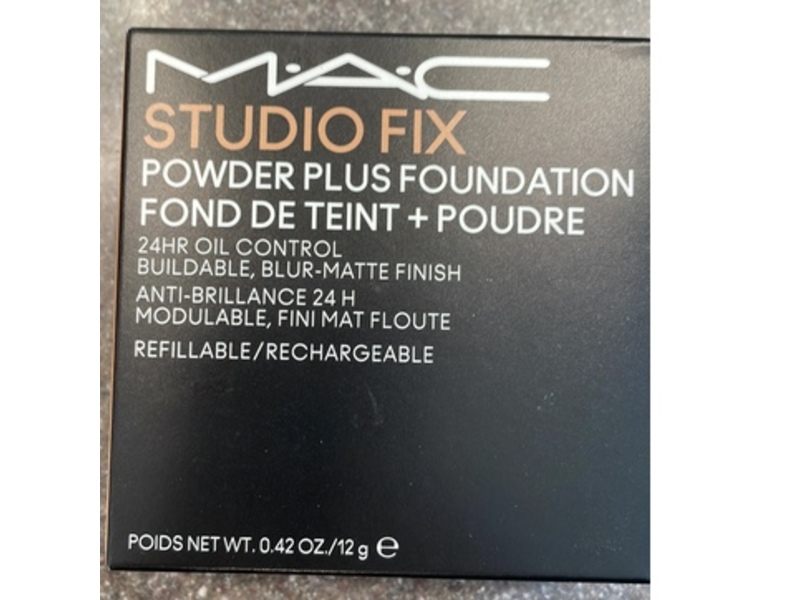 M·A·C
STUDIO FIX
POWDER PLUS FOUNDATION
FOND DE TEINT + POUDRE
24HR OIL CONTROL
BUILDABLE, BLUR-MATTE FINISH
ANTI-BRILLANCE 24 H
MODULABLE, FINI MAT FLOUTE
REFILLABLE/RECHARGEABLE
POIDS NET WT. 0.42 OZ./12 g ℮